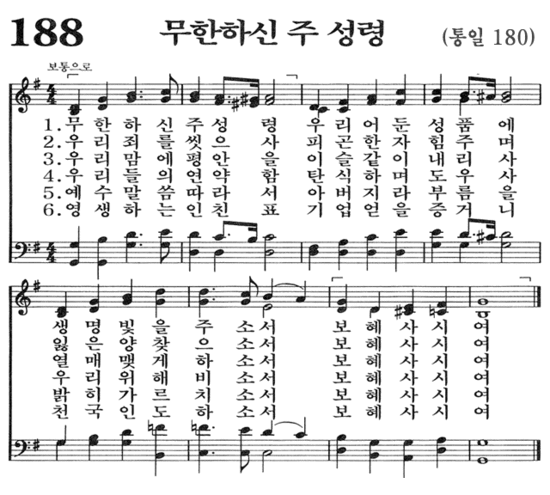 188 무한하신 주 성령 (통일 180)
보통으로
1. 무 한 하 신 주 성 령 우 리 어 둔 성 품 에
2. 우 리 죄 를 씻 으 사 피 곤 한 자 힘 주 며
3. 우 리 맘 에 평 안 을 이 슬 같 이 내 리 사
4. 우 리 들 의 연 약 함 탄 식 하 며 도 우 사
5. 예 수 말 씀 따 라 서 아 버 지 라 부 름 을
6. 영 생 하 는 인 친 표 기 업 얻 을 증 거 니
생 명 빛 을 주 소 서 보 혜 사 시 여
잃 은 양 찾 으 소 서 보 혜 사 시 여
열 매 맺 게 하 소 서 보 혜 사 시 여
우 리 위 해 비 소 서 보 혜 사 시 여
밝 히 가 르 치 소 서 보 혜 사 시 여
천 국 인 도 하 소 서 보 혜 사 시 여